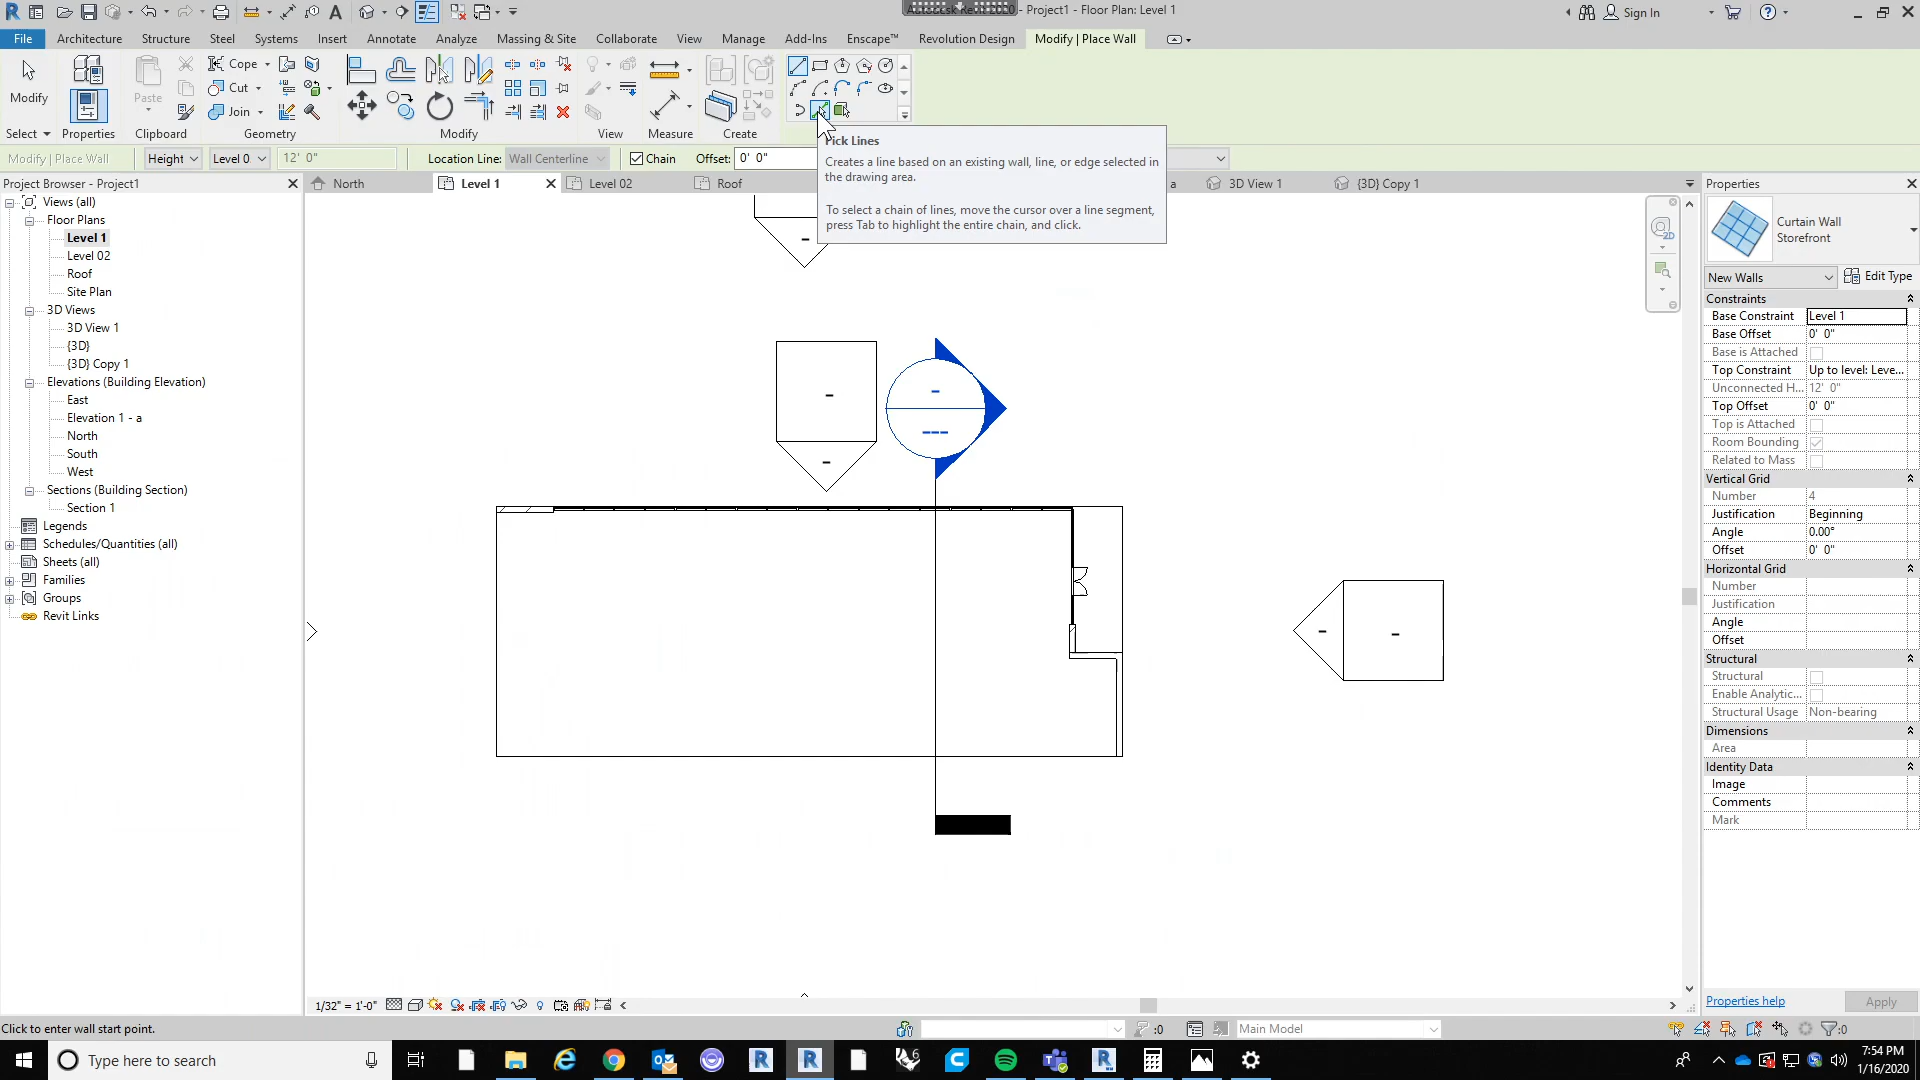 - Project1 - Floor Plan: Level 1
Sign In
File Architecture Structure Steel Systems Insert Annotate Analyze Massing & Site Collaborate View Manage Add-Ins Enscape™ Revolution Design Modify | Place Wall
Modify
Paste
Cope
Cut
Join
Select Properties Clipboard Geometry Modify View Measure Create
Modify | Place Wall Height Level 0 12' 0" Location Line: Wall Centerline Chain Offset: 0' 0"
Pick Lines
Creates a line based on an existing wall, line, or edge selected in
the drawing area.
To select a chain of lines, move the cursor over a line segment,
press Tab to highlight the entire chain, and click.
Project Browser - Project1
North Level 1 Level 02 Roof a 3D View 1 {3D} Copy 1
Views (all)
Floor Plans
Level 1
Level 02
Roof
Site Plan
3D Views
3D View 1
{3D}
{3D} Copy 1
Elevations (Building Elevation)
East
Elevation 1 - a
North
South
West
Sections (Building Section)
Section 1
Legends
Schedules/Quantities (all)
Sheets (all)
Families
Groups
Revit Links
2D
-
-
-
-
---
-
-
Properties
Curtain Wall
Storefront
New Walls Edit Type
Constraints
Base Constraint Level 1
Base Offset 0' 0"
Base is Attached
Top Constraint Up to level: Leve...
Unconnected H... 12' 0"
Top Offset 0' 0"
Top is Attached
Room Bounding
Related to Mass
Vertical Grid
Number 4
Justification Beginning
Angle 0.00°
Offset 0' 0"
Horizontal Grid
Number
Justification
Angle
Offset
Structural
Structural
Enable Analytic...
Structural Usage Non-bearing
Dimensions
Area
Identity Data
Image
Comments
Mark
Properties help Apply
1/32" = 1'-0"
Click to enter wall start point.
:0
Main Model
:0
Type here to search
7:54 PM
1/16/2020